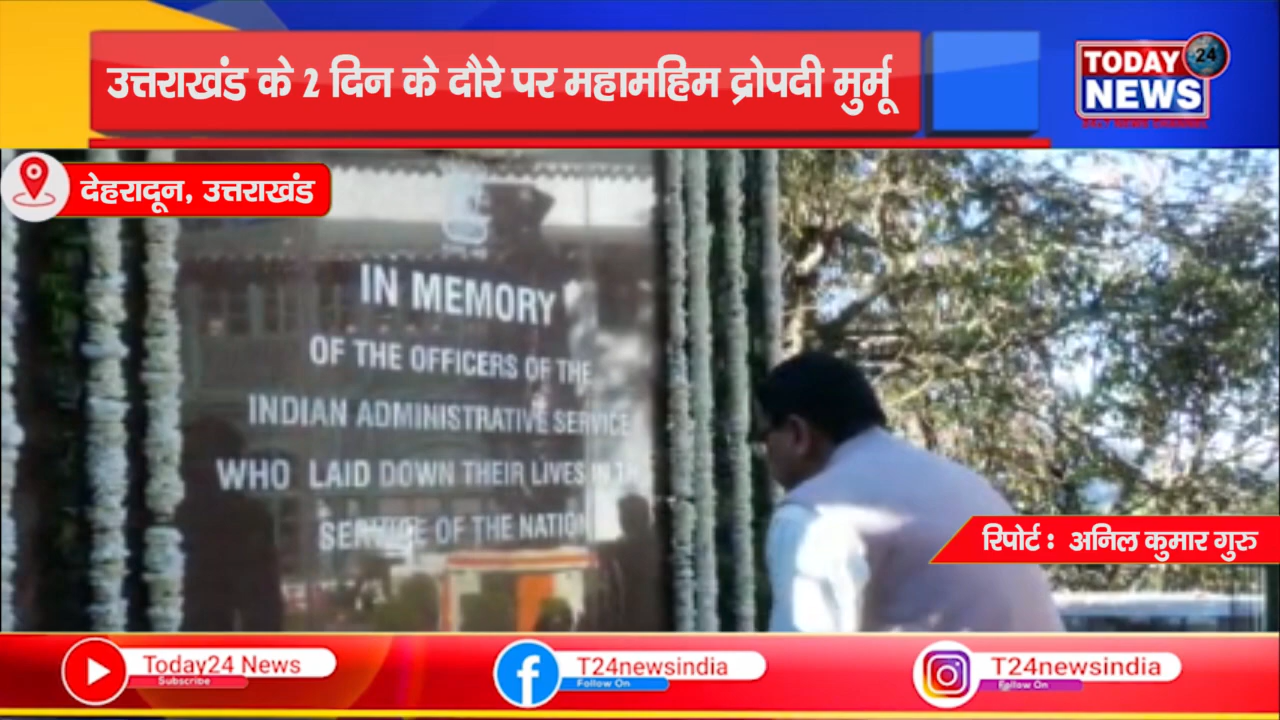 उत्तराखंड के 2 दिन के दौरे पर महामहिम द्रोपदी मुर्मू
TODAY 24
NEWS
देहरादून, उत्तराखंड
IN MEMORY
OF THE OFFICERS OF THE
INDIAN ADMINISTRATIVE SERVICE
WHO LAID DOWN THEIR LIVES IN TH
SERVICE OF THE NATION
रिपोर्ट : अनिल कुमार गुरु
Today24 News
Subscribe
T24newsindia
Follow On
T24newsindia
Follow On